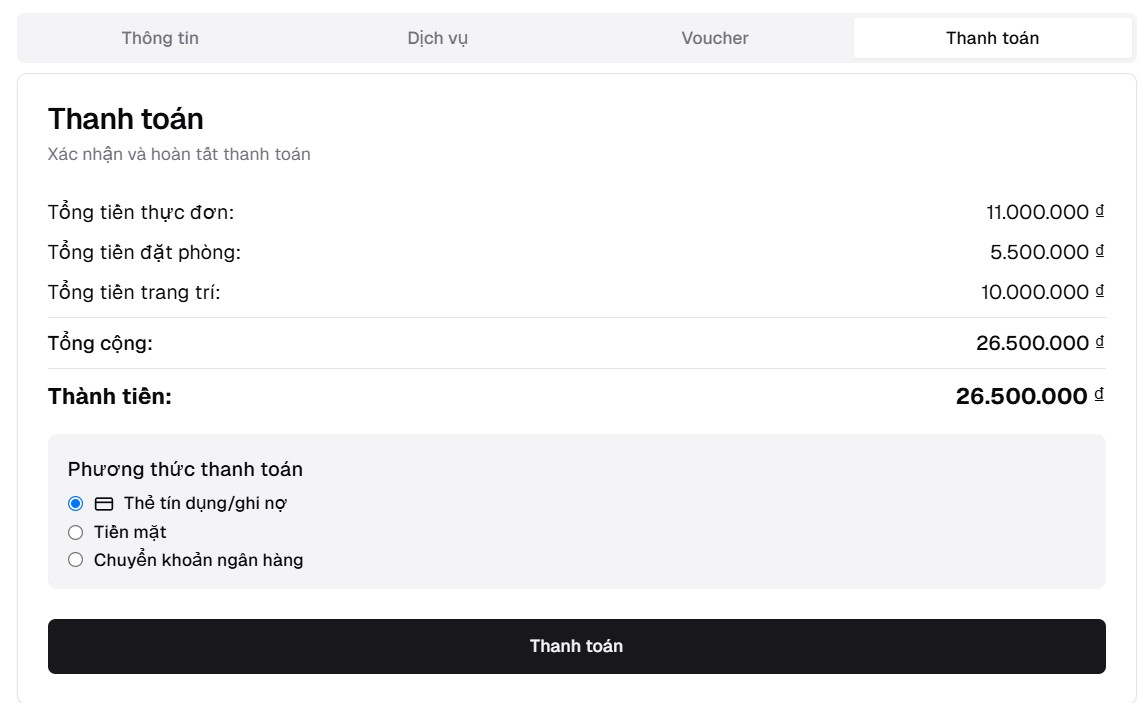 Thông tin Dịch vụ Voucher Thanh toán
Thanh toán
Xác nhận và hoàn tất thanh toán
Tổng tiền thực đơn: 11.000.000 ₫
Tổng tiền đặt phòng: 5.500.000 ₫
Tổng tiền trang trí: 10.000.000 ₫
Tổng cộng: 26.500.000 ₫
Thành tiền: 26.500.000 ₫
Phương thức thanh toán
Thẻ tín dụng/ghi nợ
Tiền mặt
Chuyển khoản ngân hàng
Thanh toán